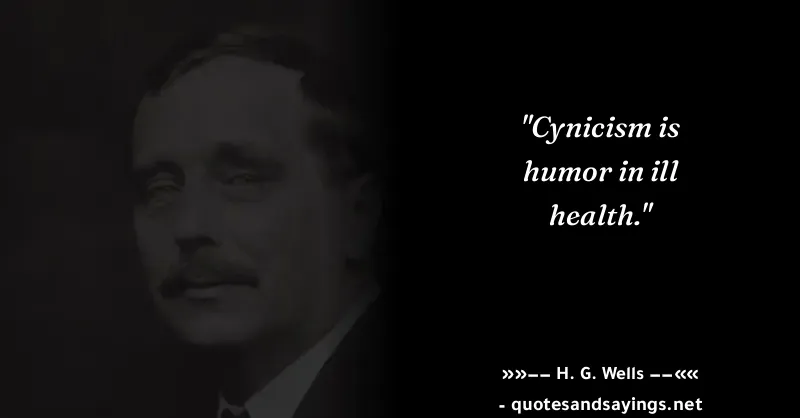 "Cynicism is
humor in ill
health."
»»−− H. G. Wells −−««
- quotesandsayings.net